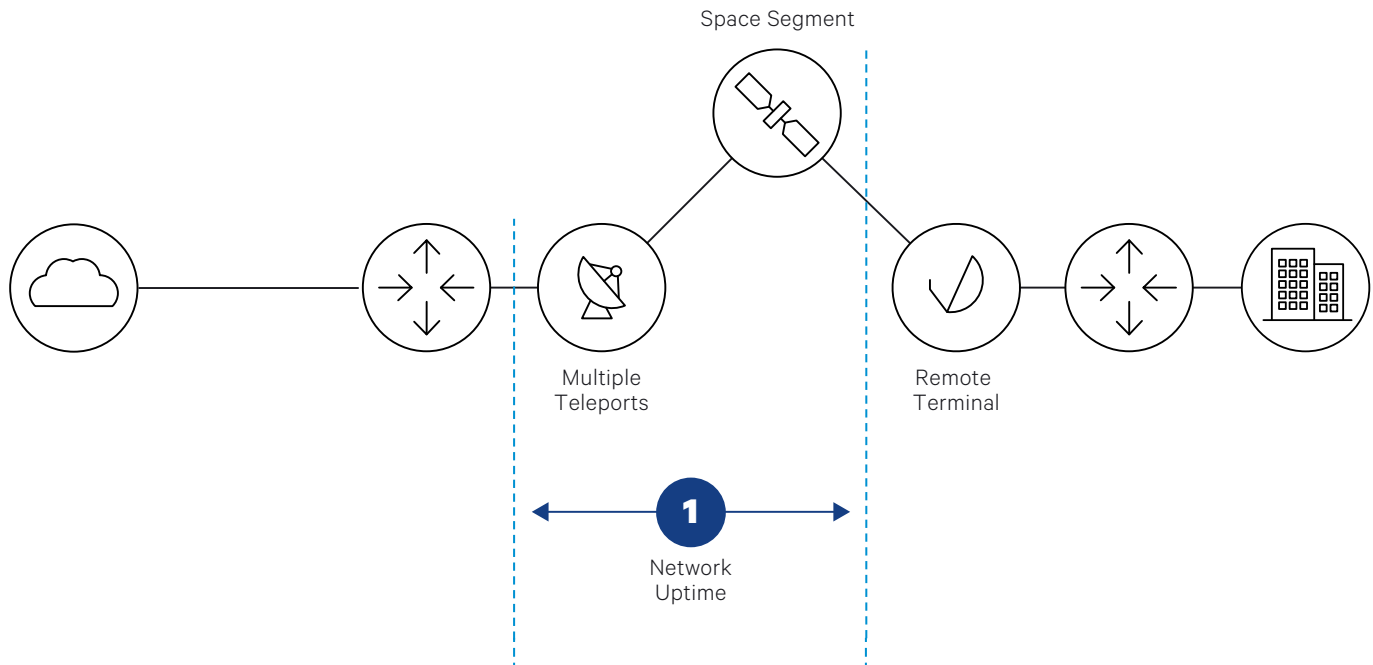 Space Segment
Multiple
Teleports
Remote
Terminal
1
Network
Uptime